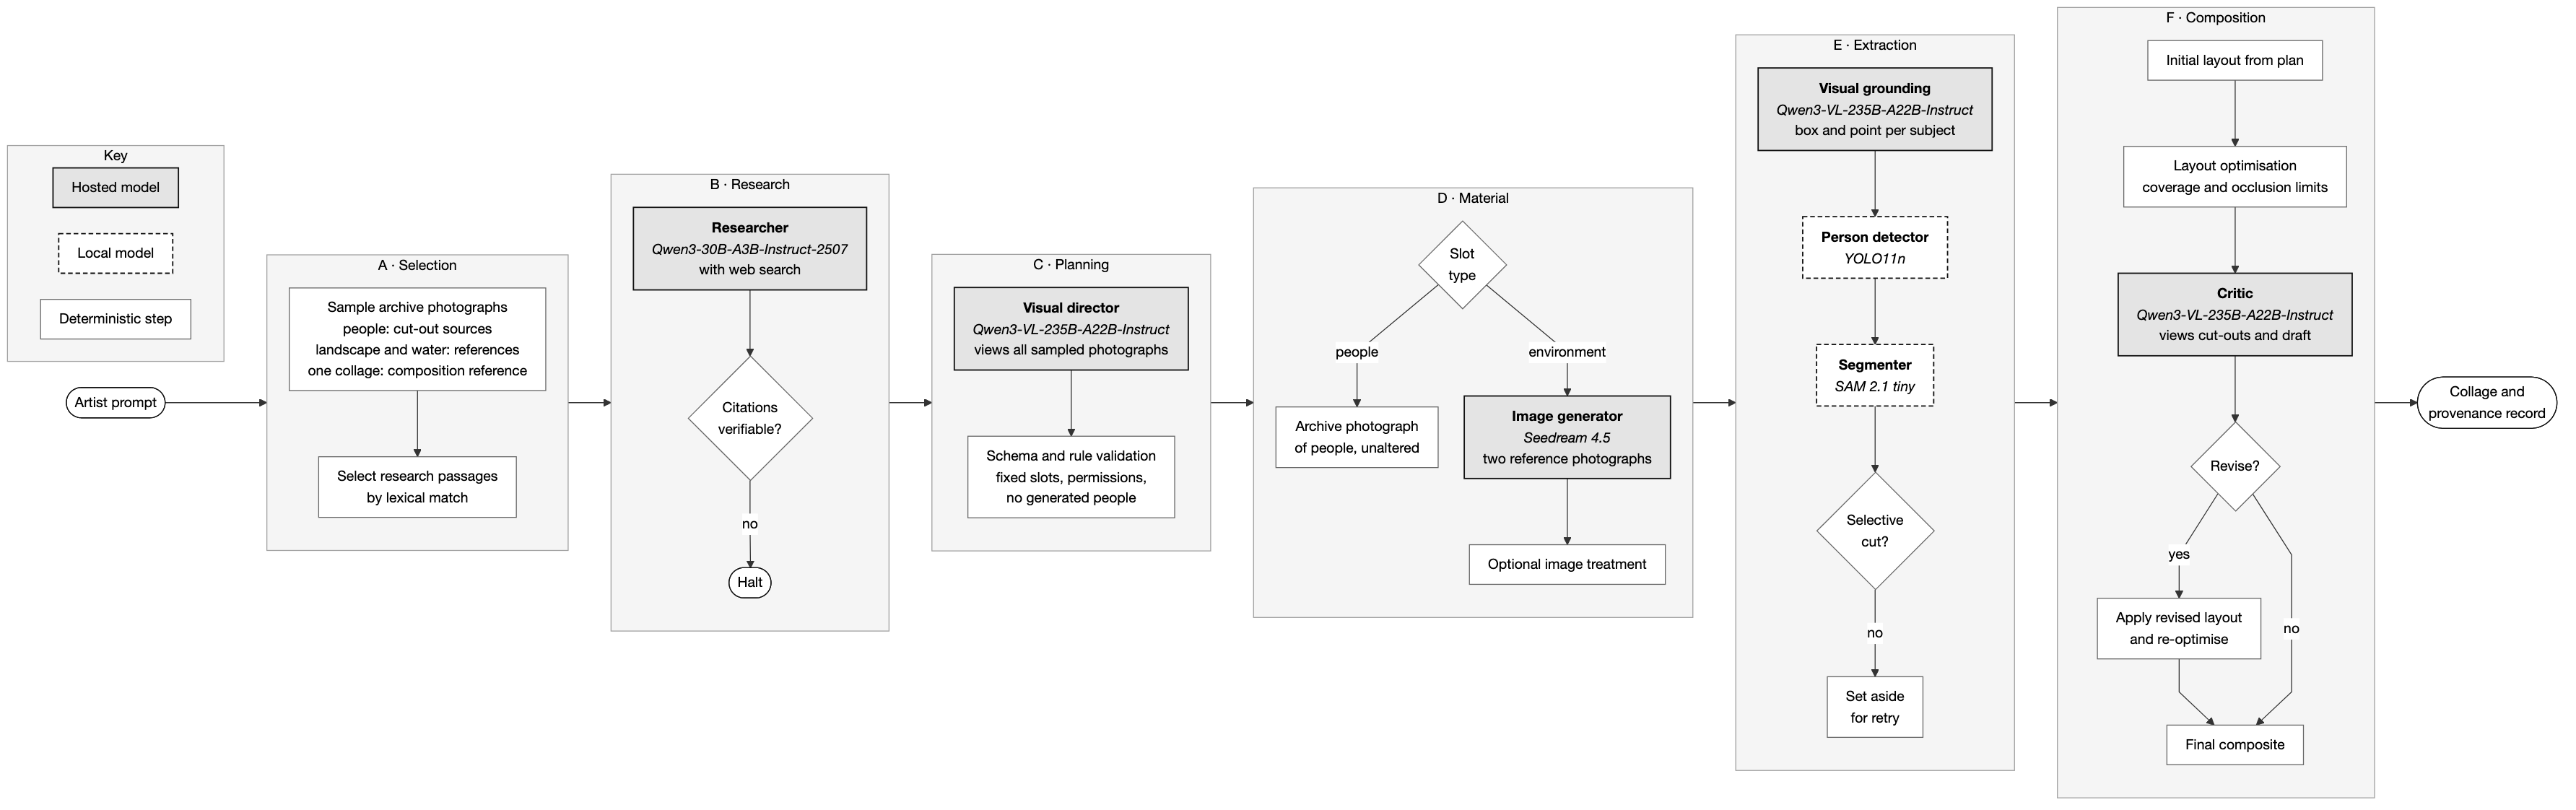 Key
Hosted model
Local model
Deterministic step
Artist prompt
A · Selection
Sample archive photographs
people: cut-out sources
landscape and water: references
one collage: composition reference
Select research passages
by lexical match
B · Research
Researcher
Qwen3-30B-A3B-Instruct-2507
with web search
Citations
verifiable?
no
Halt
C · Planning
Visual director
Qwen3-VL-235B-A22B-Instruct
views all sampled photographs
Schema and rule validation
fixed slots, permissions,
no generated people
D · Material
Slot
type
people
environment
Archive photograph
of people, unaltered
Image generator
Seedream 4.5
two reference photographs
Optional image treatment
E · Extraction
Visual grounding
Qwen3-VL-235B-A22B-Instruct
box and point per subject
Person detector
YOLO11n
Segmenter
SAM 2.1 tiny
Selective
cut?
no
Set aside
for retry
F · Composition
Initial layout from plan
Layout optimisation
coverage and occlusion limits
Critic
Qwen3-VL-235B-A22B-Instruct
views cut-outs and draft
Revise?
yes
no
Apply revised layout
and re-optimise
Final composite
Collage and
provenance record